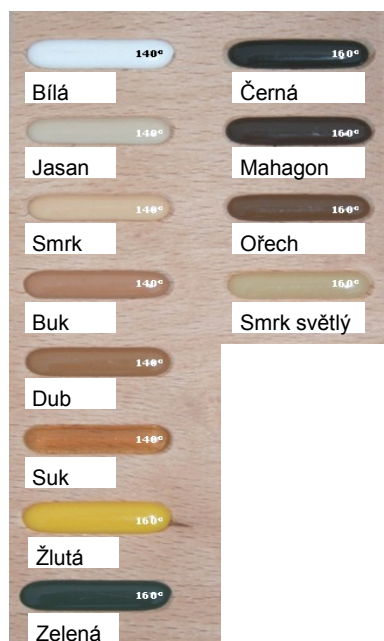 140°
Bílá
140°
Jasan
140°
Smrk
140°
Buk
140°
Dub
140°
Suk
160°
Žlutá
160°
Zelená
160°
Černá
160°
Mahagon
160°
Ořech
160°
Smrk světlý